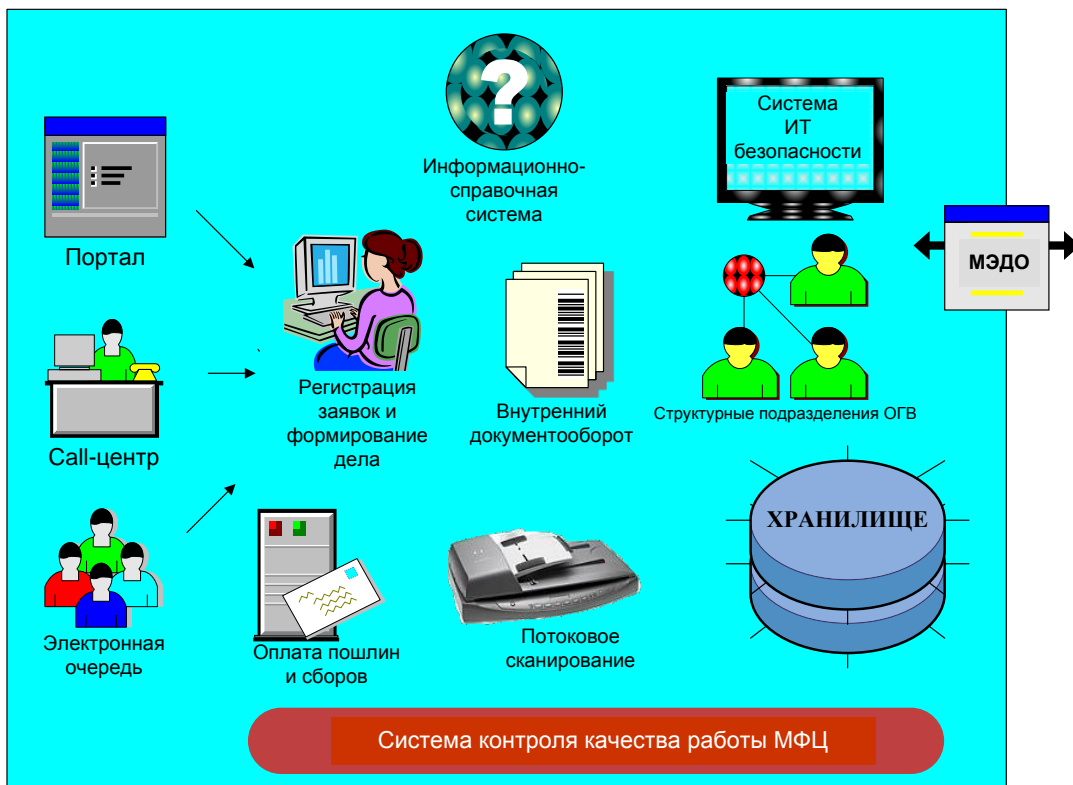 Информационно-
справочная
система
Система
ИТ
безопасности
Портал
МЭДО
Регистрация
заявок и
формирование
дела
Внутренний
документооборот
Структурные подразделения ОГВ
Call-центр
ХРАНИЛИЩЕ
Электронная
очередь
Оплата пошлин
и сборов
Потоковое
сканирование
Система контроля качества работы МФЦ